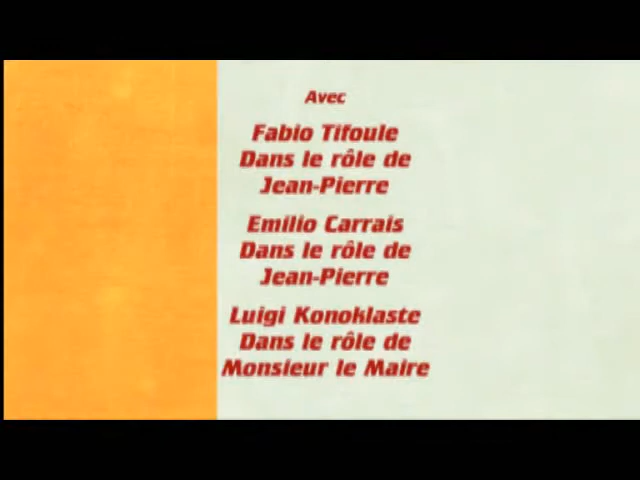 Avec
Fabio Tifoule
Dans le rôle de
Jean-Pierre
Emilio Carrais
Dans le rôle de
Jean-Pierre
Luigi Konoklaste
Dans le rôle de
Monsieur le Maire